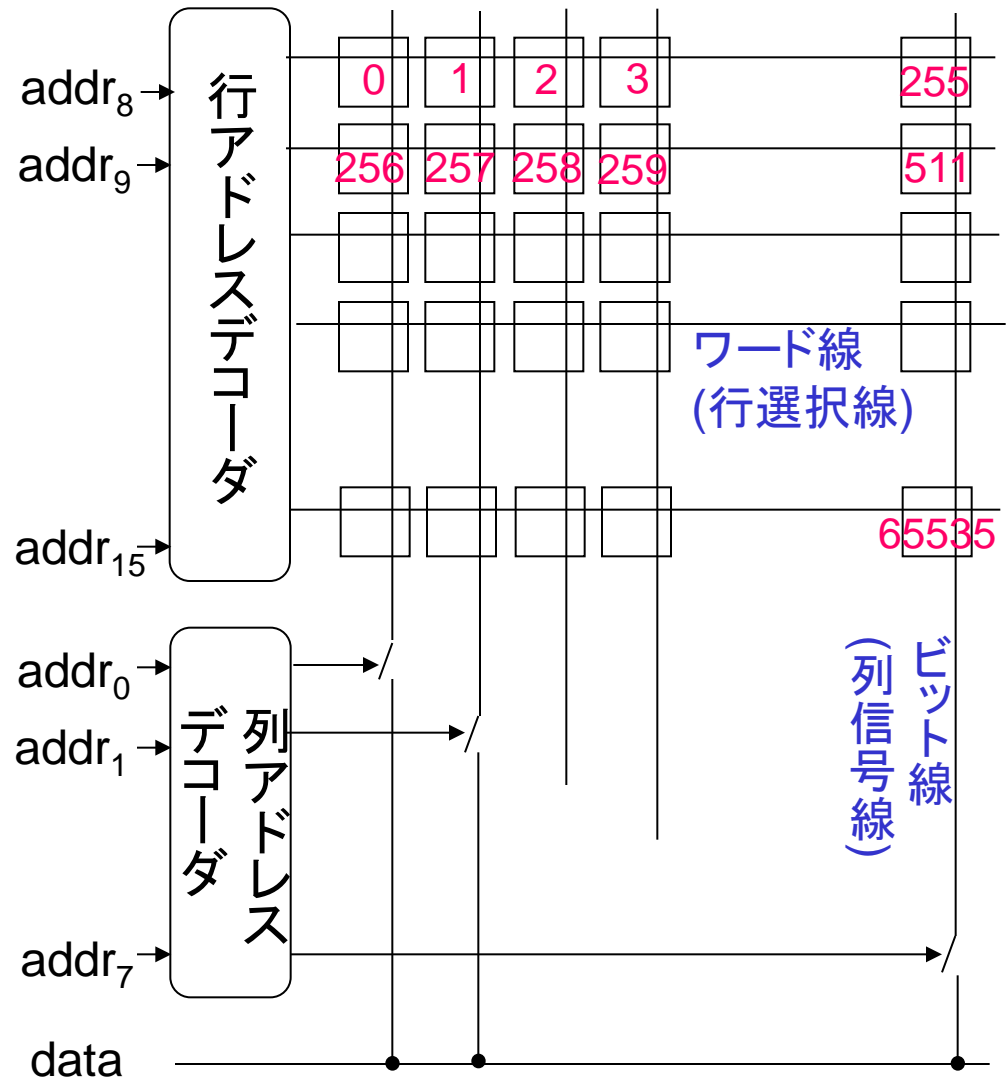 addr8
addr9
addr15
行アドレスデコーダ
0 1 2 3 255
256 257 258 259 511
ワード線
(行選択線)
65535
addr0
addr1
addr7
列アドレス
デコーダ
ビット線
(列信号線)
data